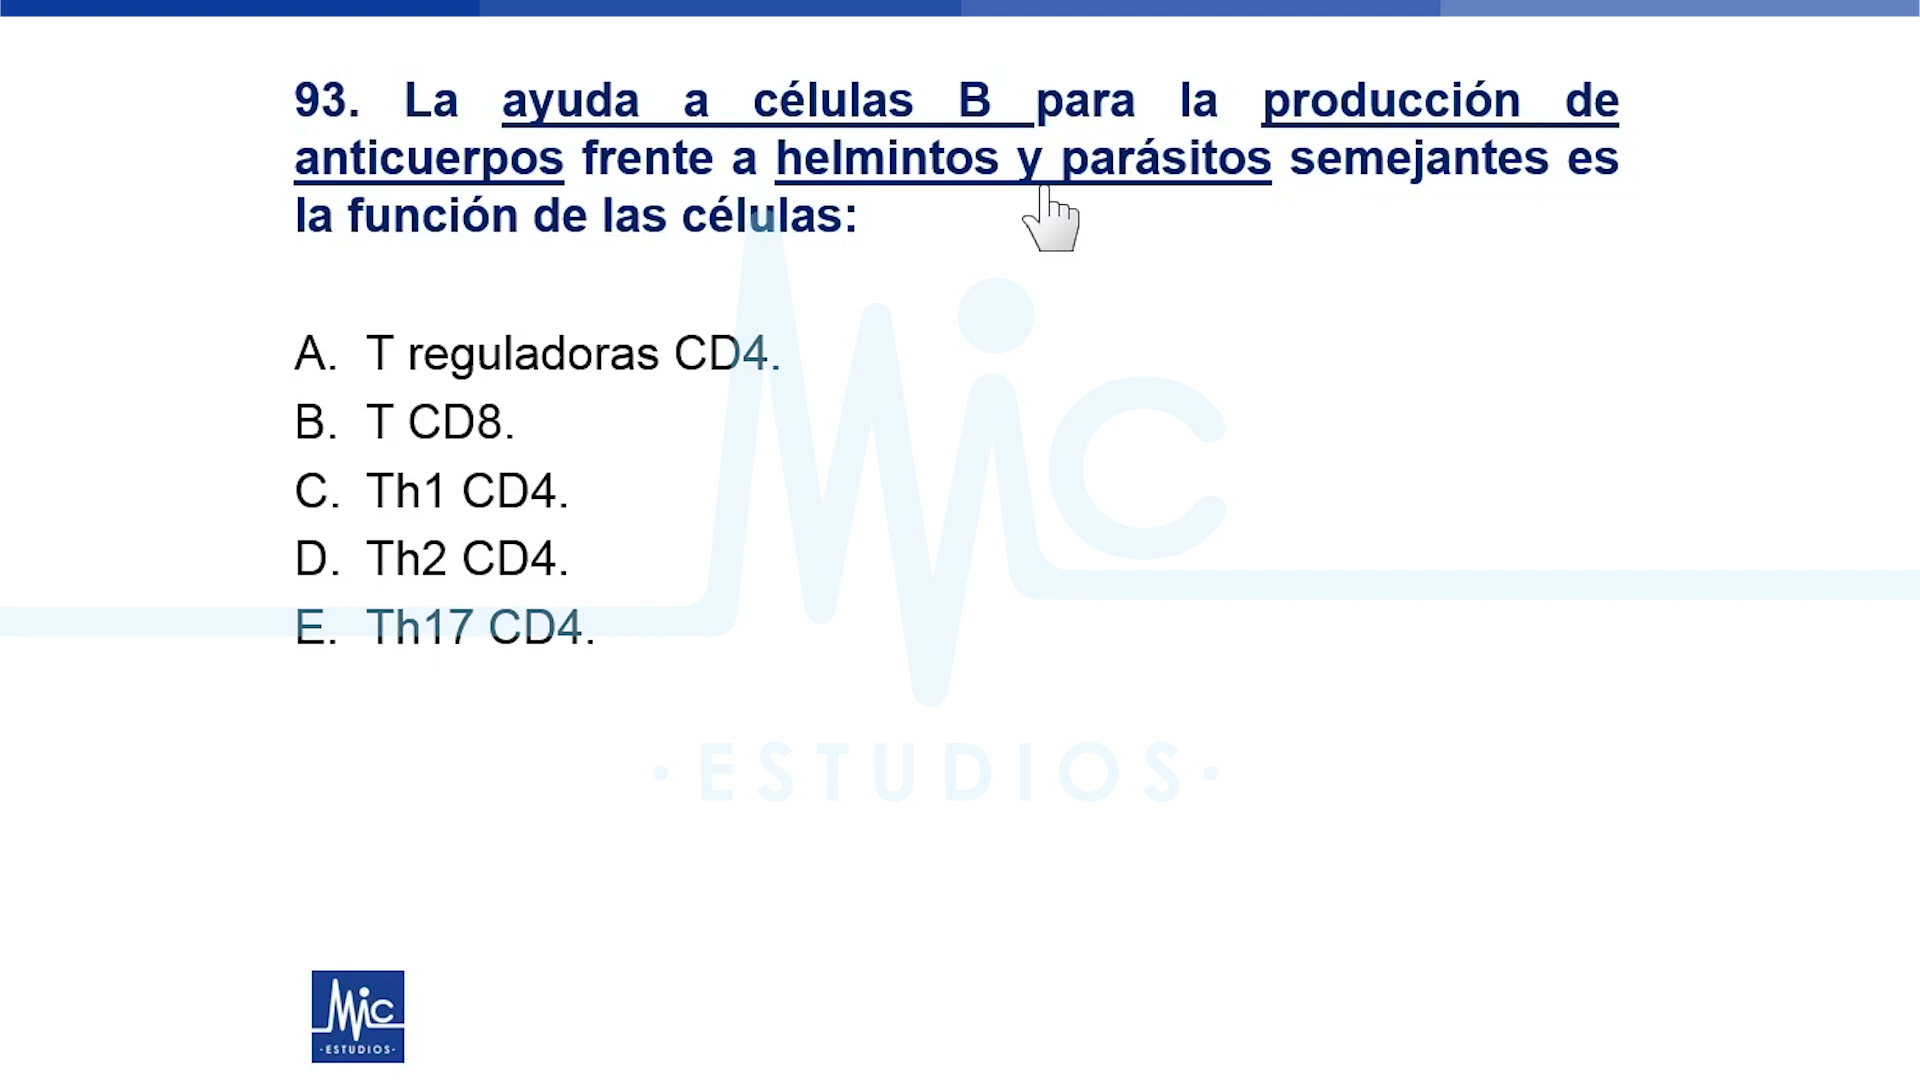 93. La ayuda a células B para la producción de
anticuerpos frente a helmintos y parásitos semejantes es
la función de las células:
A. T reguladoras CD4.
B. T CD8.
C. Th1 CD4.
D. Th2 CD4.
E. Th17 CD4.
Mic
·ESTUDIOS·
Mic
·ESTUDIOS·